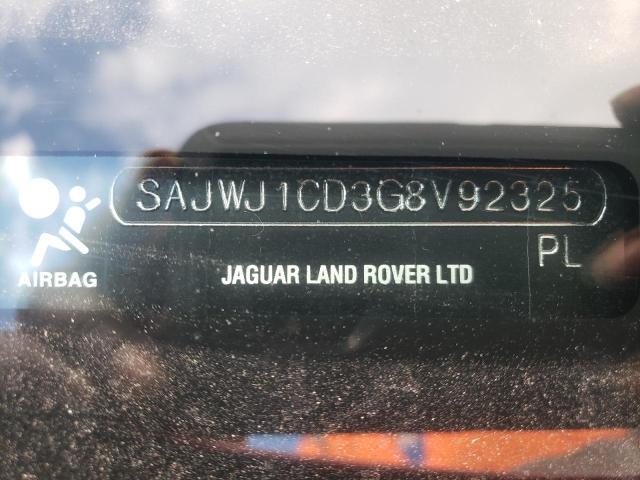 SAJWJ1CD3G8V92325
PL
AIRBAG
JAGUAR LAND ROVER LTD